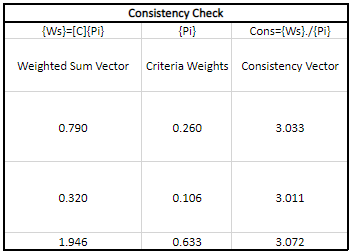 Consistency Check
{Ws}=[C]{Pi} {Pi} Cons={Ws}./{Pi}
Weighted Sum Vector Criteria Weights Consistency Vector
0.790 0.260 3.033
0.320 0.106 3.011
1.946 0.633 3.072